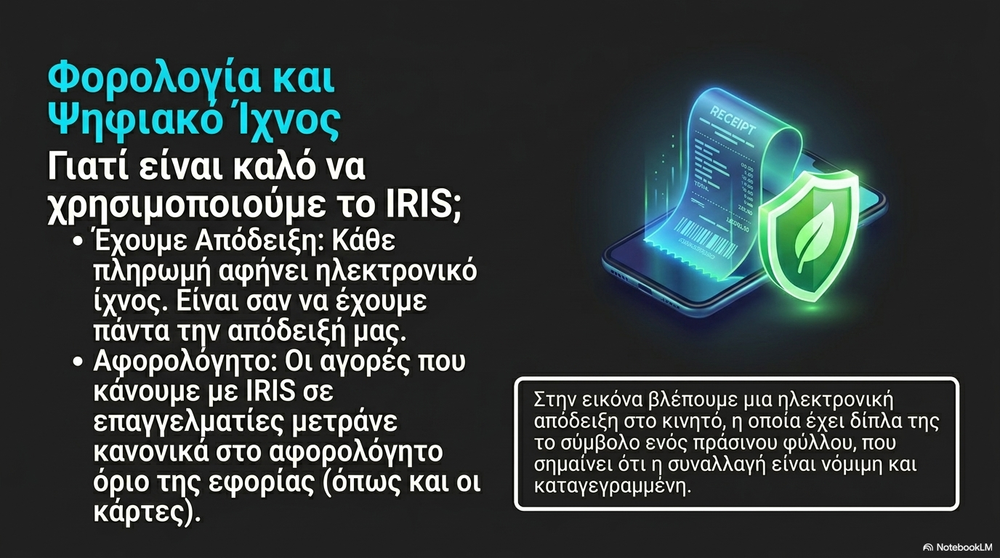 Φορολογία και
Ψηφιακό Ίχνος
Γιατί είναι καλό να
χρησιμοποιούμε το IRIS;
• Έχουμε Απόδειξη: Κάθε
πληρωμή αφήνει ηλεκτρονικό
ίχνος. Είναι σαν να έχουμε
πάντα την απόδειξή μας.
• Αφορολόγητο: Οι αγορές που
κάνουμε με IRIS σε
επαγγελματίες μετράνε
κανονικά στο αφορολόγητο
όριο της εφορίας (όπως και οι
κάρτες).
RECEIPT
Στην εικόνα βλέπουμε μια ηλεκτρονική
απόδειξη στο κινητό, η οποία έχει δίπλα της
το σύμβολο ενός πράσινου φύλλου, που
σημαίνει ότι η συναλλαγή είναι νόμιμη και
καταγεγραμμένη.
NotebookLM